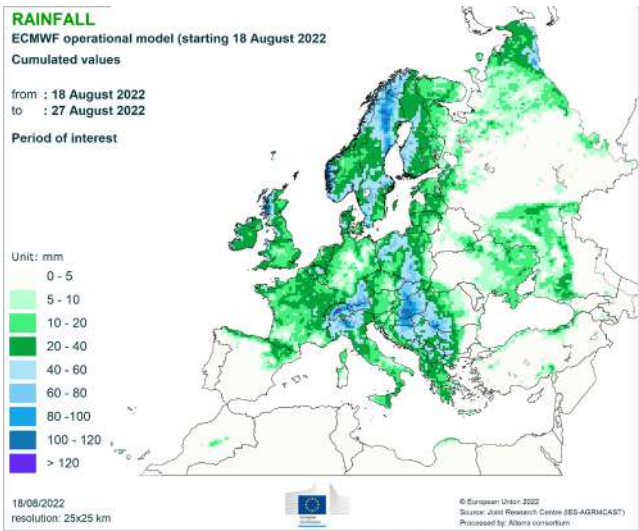 RAINFALL
ECMWF operational model (starting 18 August 2022
Cumulated values
from : 18 August 2022
to : 27 August 2022
Period of interest
Unit: mm
0 - 5
5 - 10
10 - 20
20 - 40
40 - 60
60 - 80
80 -100
100 - 120
> 120
18/08/2022
resolution: 25x25 km
© European Union 2022
Source: Joint Research Centre (ISS-AGRI4CAST)
Processed by: Alterra consortium